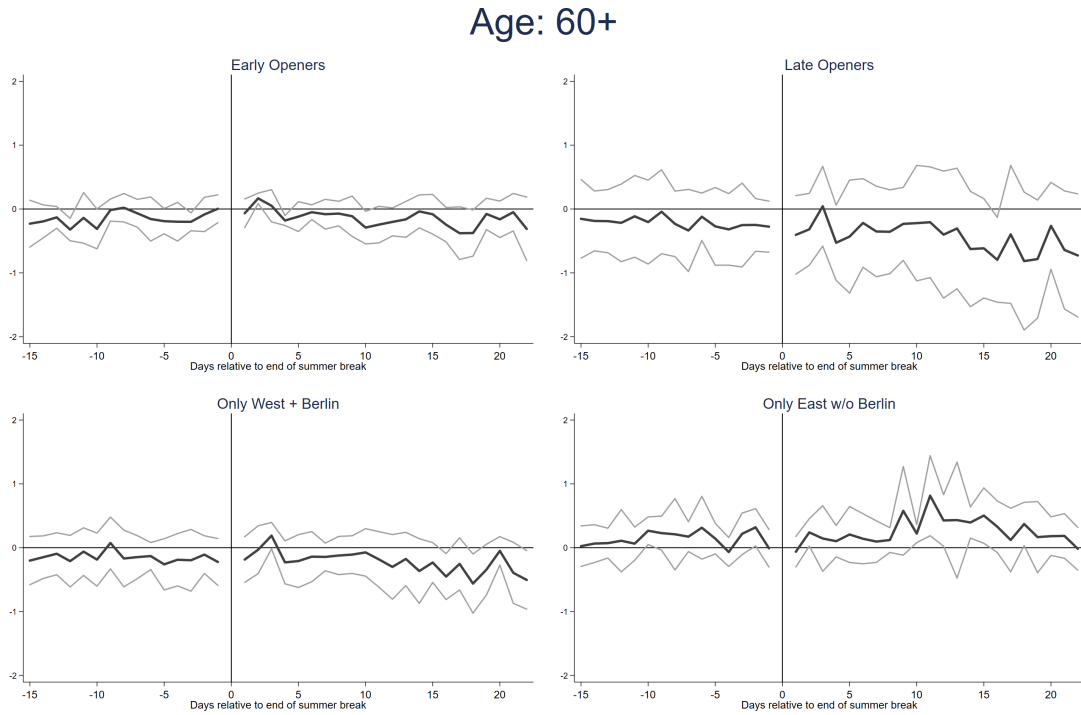 Age: 60+
Early Openers
2
1
0
-1
-2
-15 -10 -5 0 5 10 15 20
Days relative to end of summer break
Late Openers
2
1
0
-1
-2
-15 -10 -5 0 5 10 15 20
Days relative to end of summer break
Only West + Berlin
2
1
0
-1
-2
-15 -10 -5 0 5 10 15 20
Days relative to end of summer break
Only East w/o Berlin
2
1
0
-1
-2
-15 -10 -5 0 5 10 15 20
Days relative to end of summer break